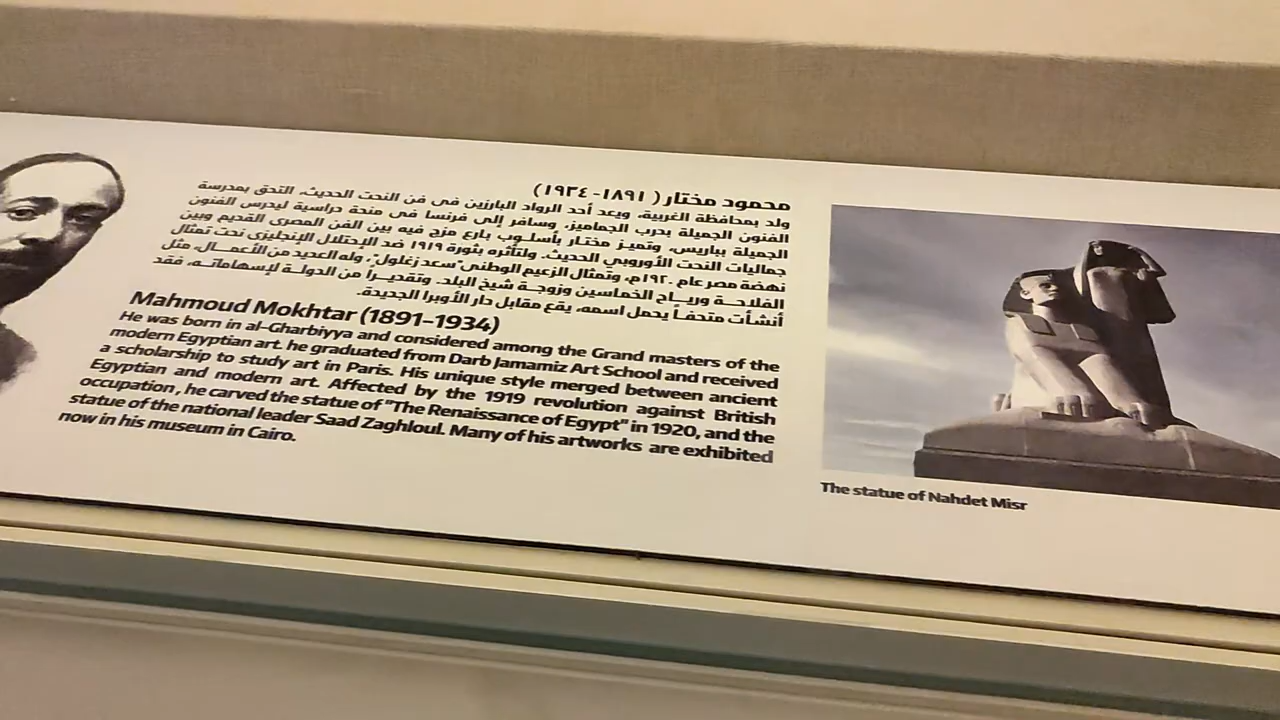 محمود مختار ( ١٨٩١- ١٩٣٤)
ولد بمحافظة الغربية، ويعد أحد الرواد البارزين فى فن النحت الحديث، التحق بمدرسة
الفنون الجميلة بدرب الجماميز، وسافر إلى فرنسا فى منحة دراسية ليدرس الفنون
الجميلة بباريس، وتميز مختار بأسلوب بارع مزج فيه بين الفن المصرى القديم وبين
جماليات النحت الأوروبي الحديث. ولتأثره بثورة ١٩١٩ ضد الإحتلال الإنجليزى نحت تمثال
نهضة مصر عام ١٩٢٠م، وتمثال الزعيم الوطنى "سعد زغلول"، وله العديد من الأعمال، مثل
الفلاحة ورياح الخماسين وزوجة شيخ البلد. وتقديراً من الدولة لإسهاماته، فقد
أنشأت متحفاً يحمل اسمه، يقع مقابل دار الأوبرا الجديدة.
Mahmoud Mokhtar (1891-1934)
He was born in al-Gharbiyya and considered among the Grand masters of the
modern Egyptian art. he graduated from Darb Jamamiz Art School and received
a scholarship to study art in Paris. His unique style merged between ancient
Egyptian and modern art. Affected by the 1919 revolution against British
occupation, he carved the statue of "The Renaissance of Egypt" in 1920, and the
statue of the national leader Saad Zaghloul. Many of his artworks are exhibited
now in his museum in Cairo.
The statue of Nahdet Misr